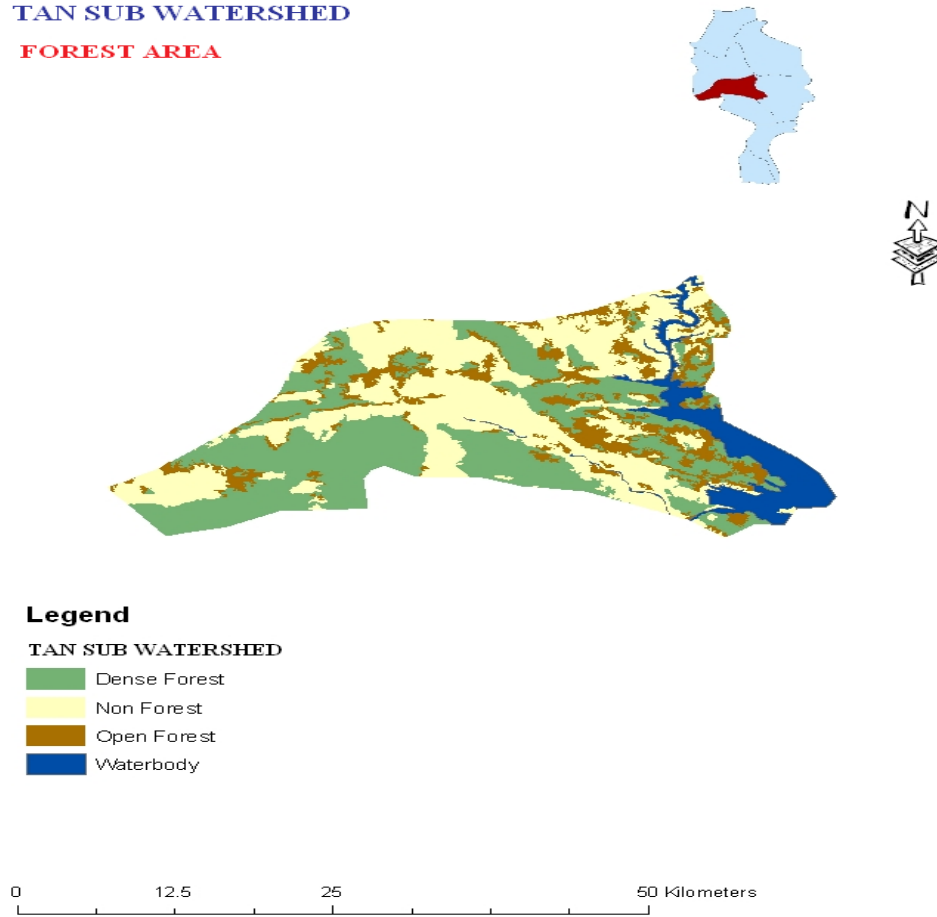 TAN SUB WATERSHED
FOREST AREA
N
Legend
TAN SUB WATERSHED
Dense Forest
Non Forest
Open Forest
Waterbody
0 12.5 25 50 Kilometers